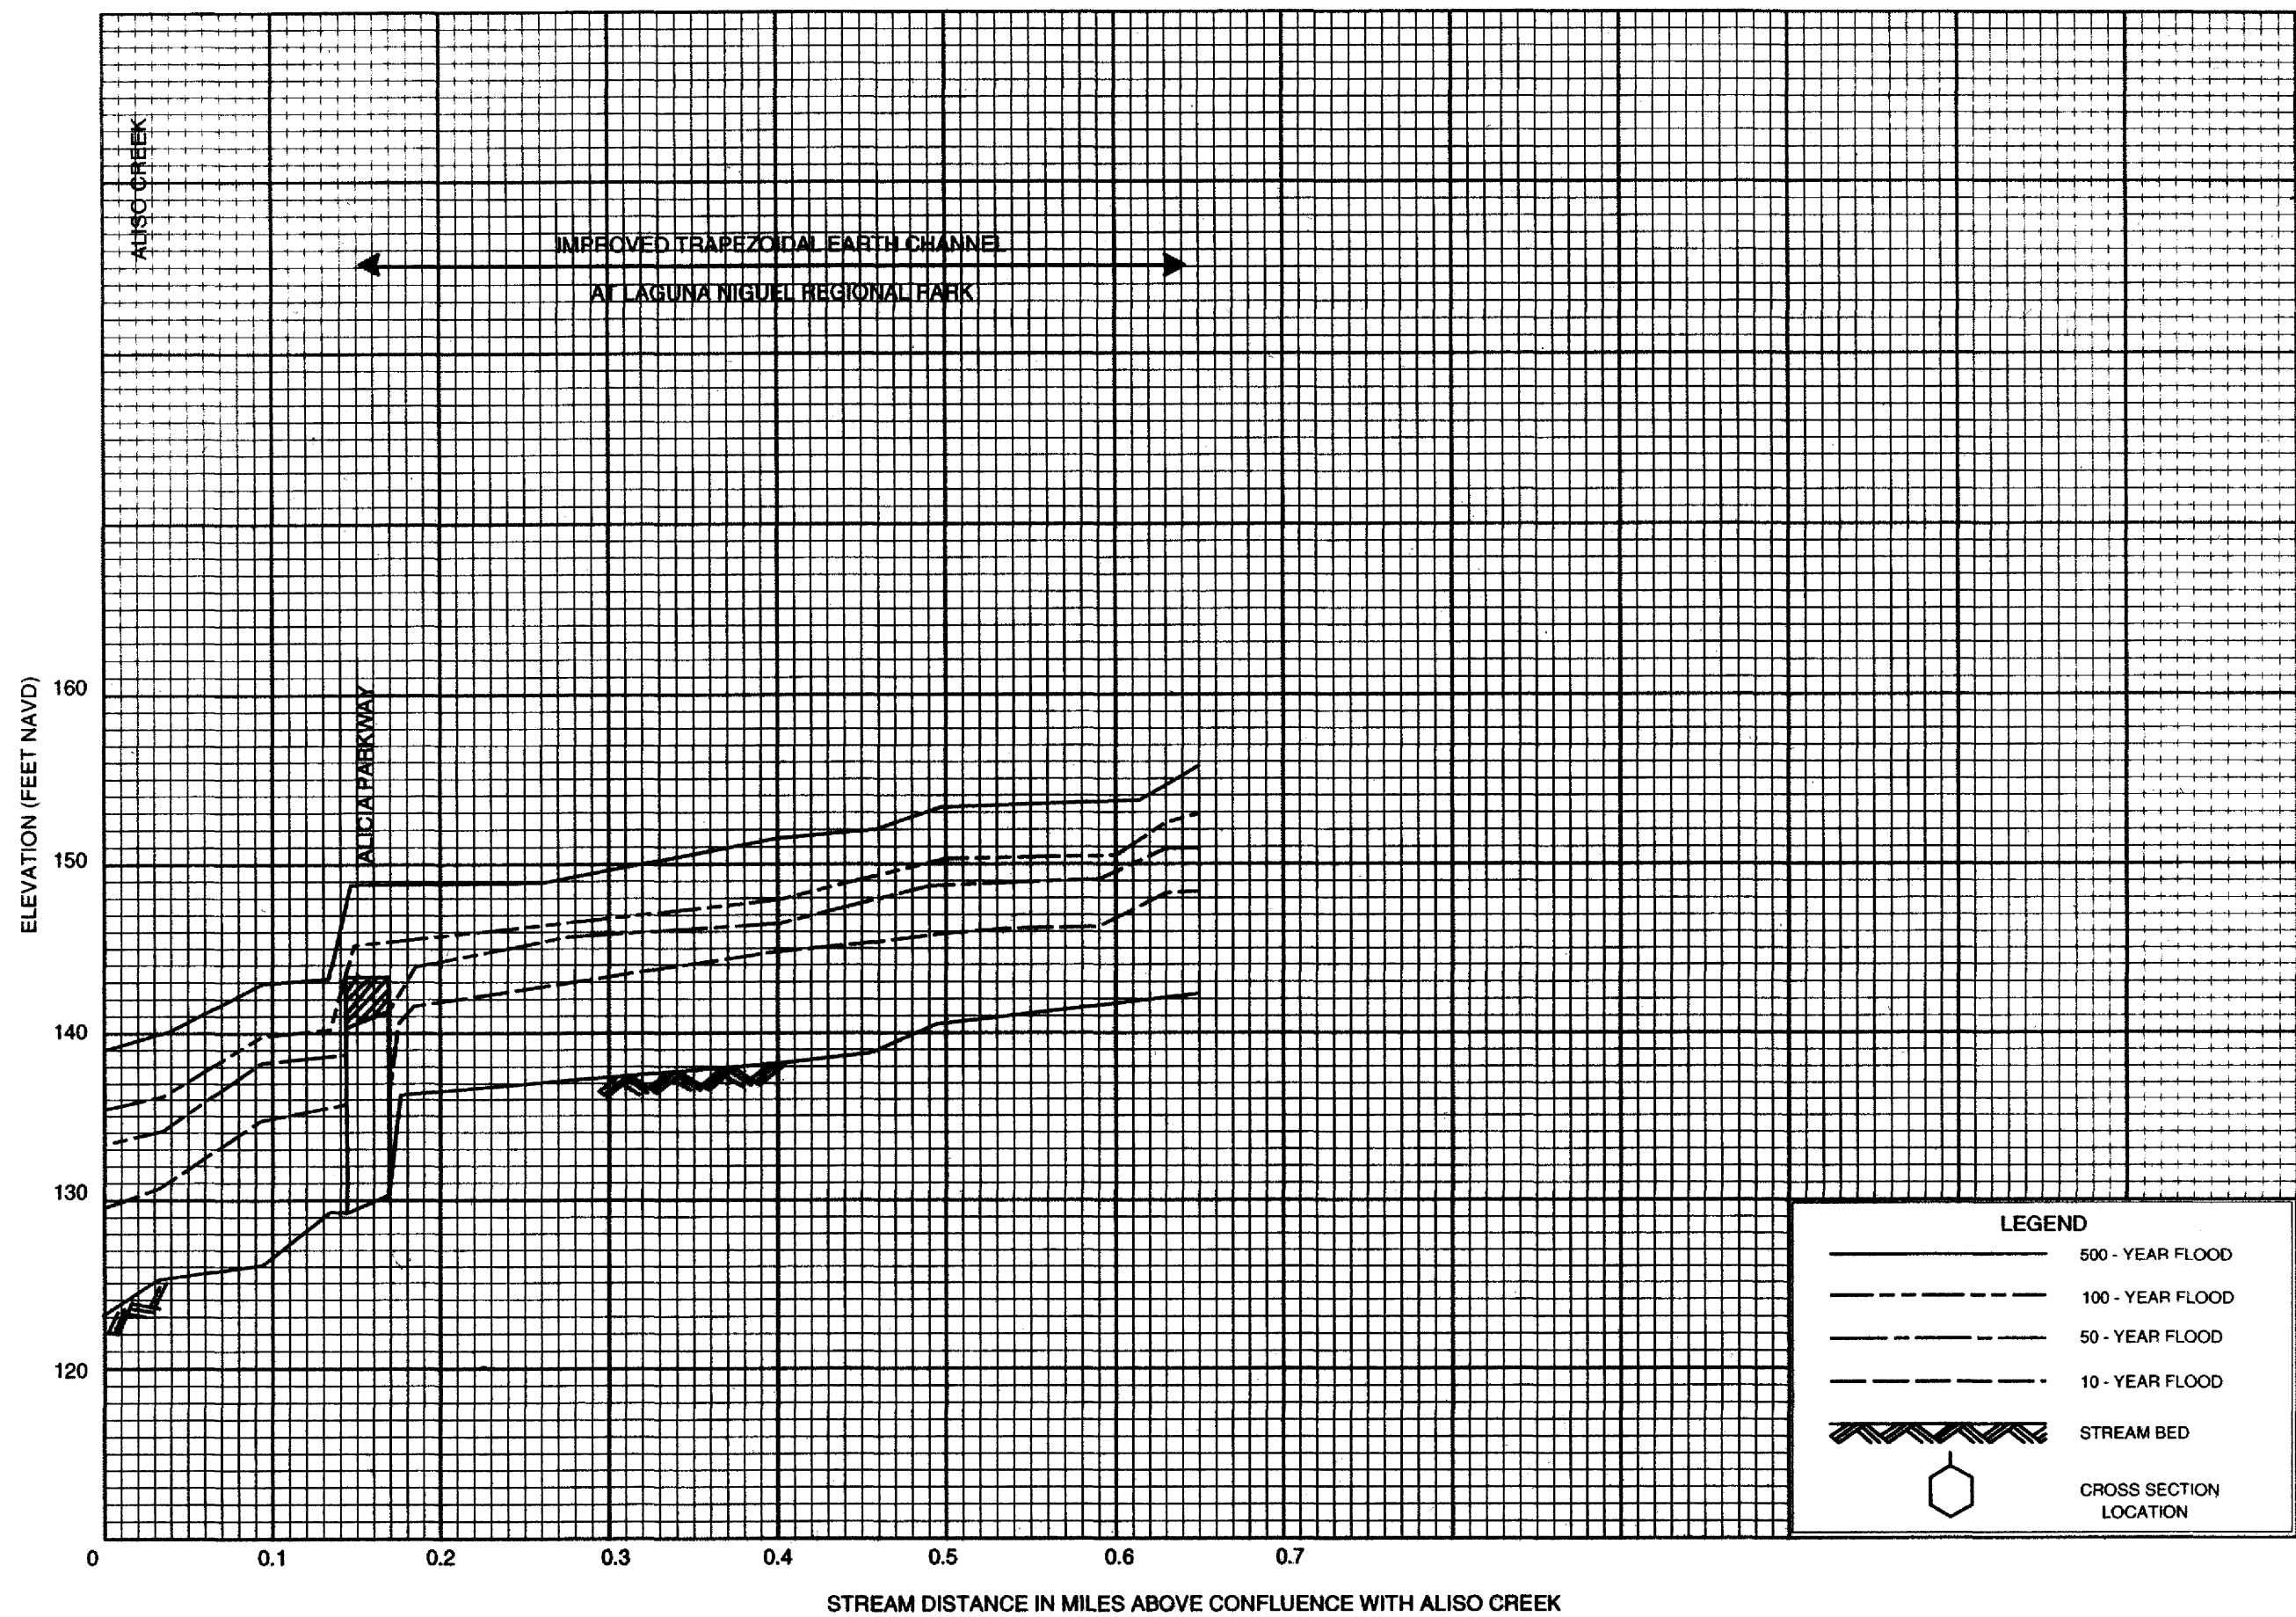 ALISO CREEK
IMPROVED TRAPEZOIDAL EARTH CHANNEL
AT LAGUNA NIGUEL REGIONAL PARK
ALICIA PARKWAY
ELEVATION (FEET NAVD)
160
150
140
130
120
LEGEND
500 - YEAR FLOOD
100 - YEAR FLOOD
50 - YEAR FLOOD
10 - YEAR FLOOD
STREAM BED
CROSS SECTION
LOCATION
0 0.1 0.2 0.3 0.4 0.5 0.6 0.7
STREAM DISTANCE IN MILES ABOVE CONFLUENCE WITH ALISO CREEK